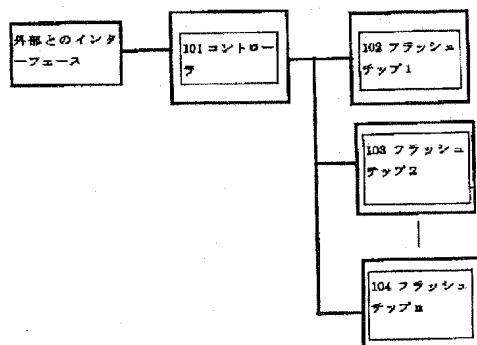 外部とのインタ
ーフェース
101 コントロー
ラ
102 フラッシュ
チップ1
103 フラッシュ
チップ2
104 フラッシュ
チップn